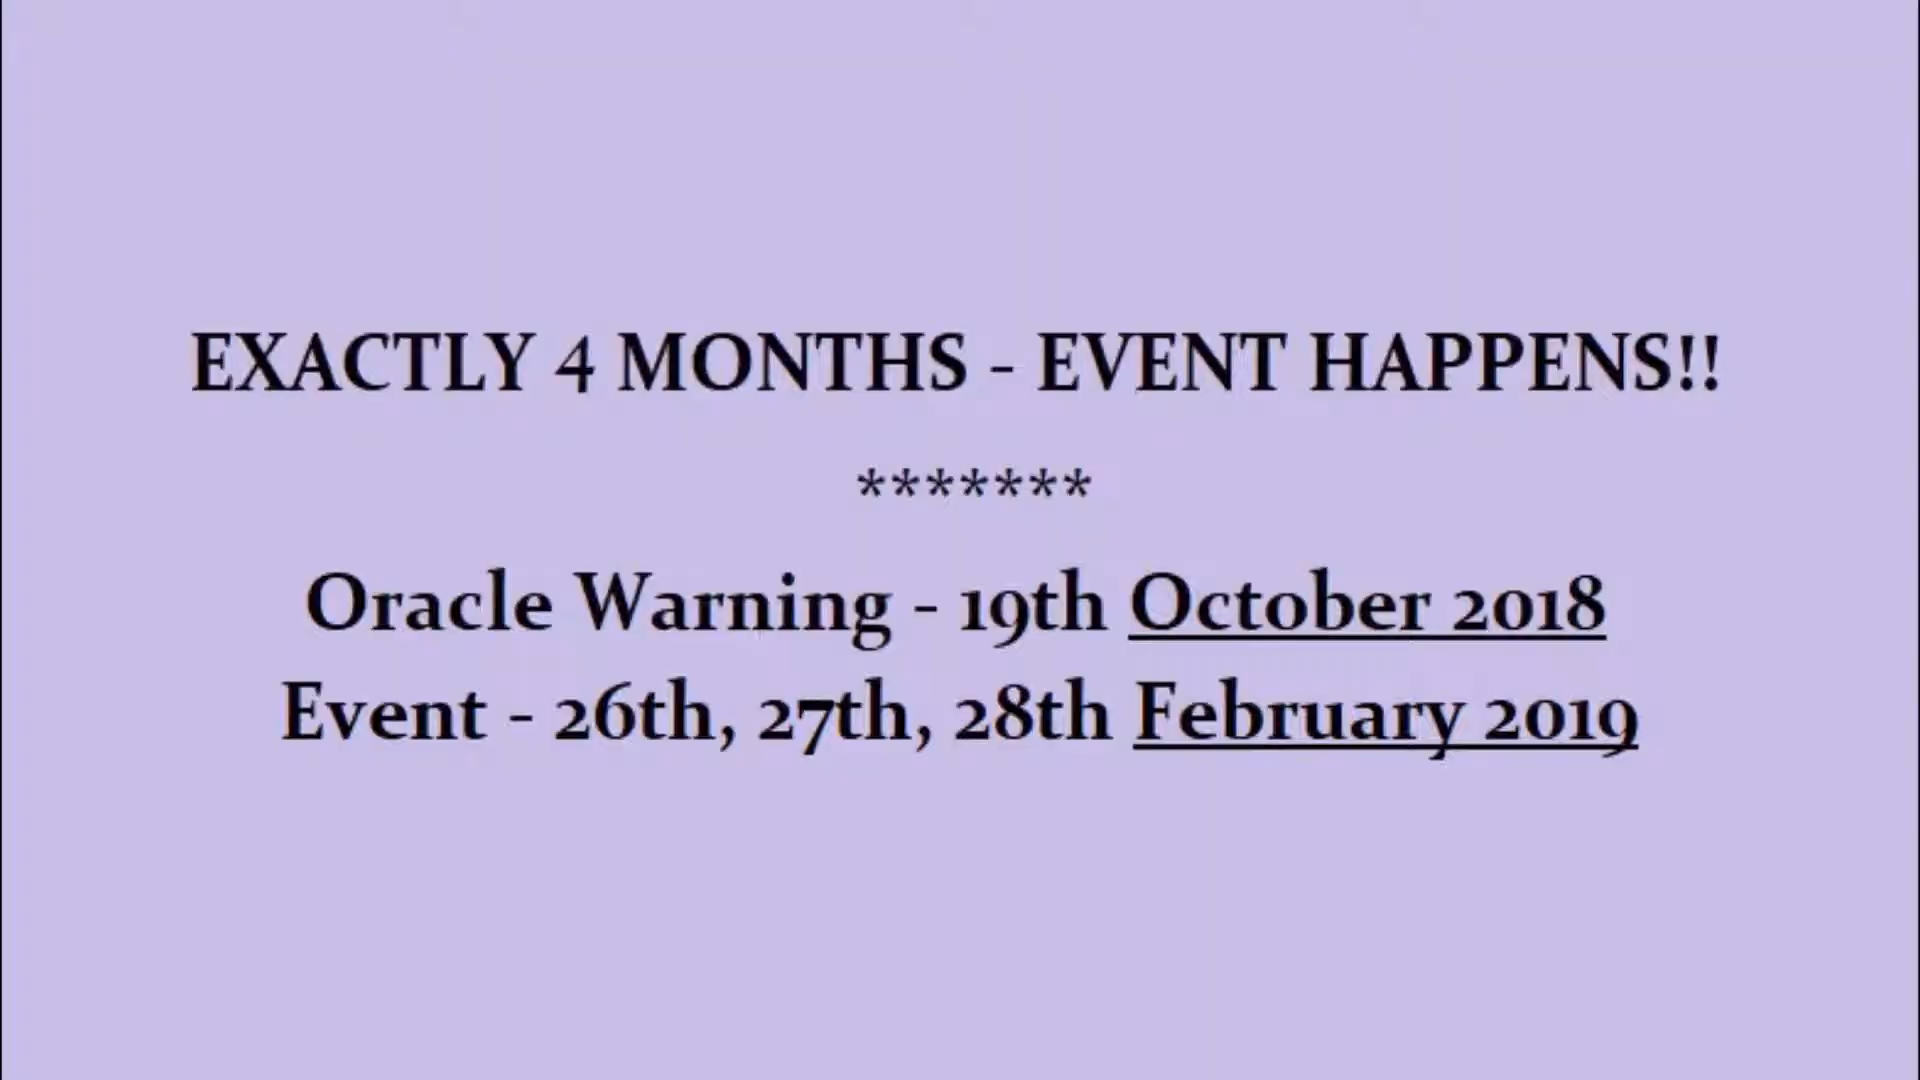 EXACTLY 4 MONTHS - EVENT HAPPENS!!
*******
Oracle Warning - 19th October 2018
Event - 26th, 27th, 28th February 2019